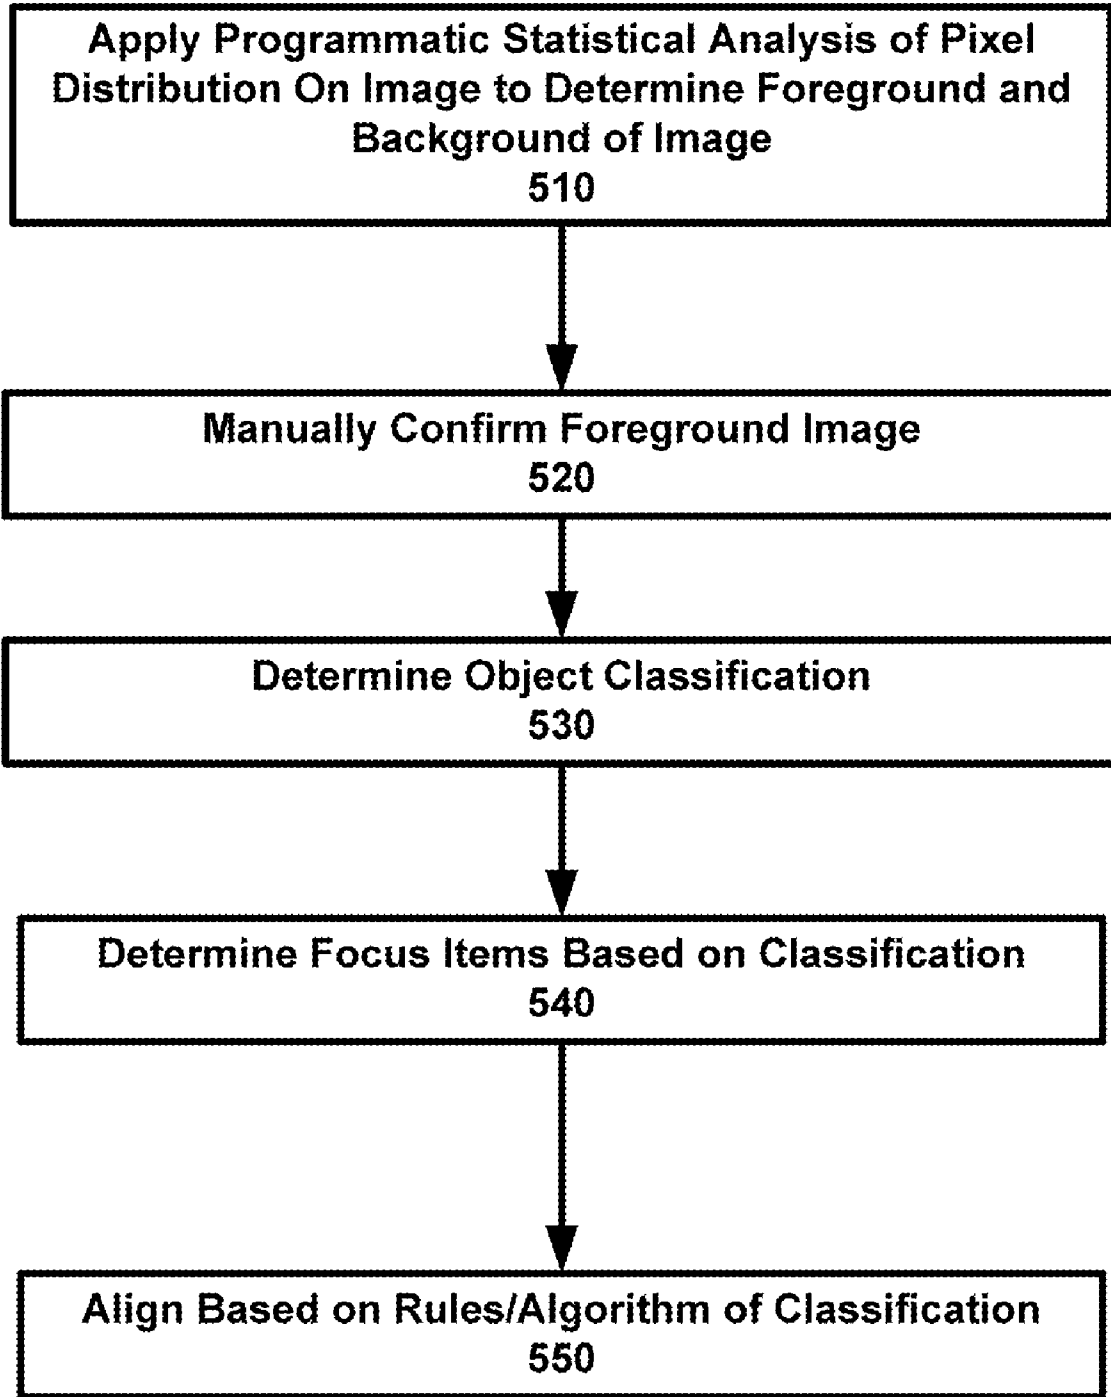 Apply Programmatic Statistical Analysis of Pixel
Distribution On Image to Determine Foreground and
Background of Image
510
Manually Confirm Foreground Image
520
Determine Object Classification
530
Determine Focus Items Based on Classification
540
Align Based on Rules/Algorithm of Classification
550